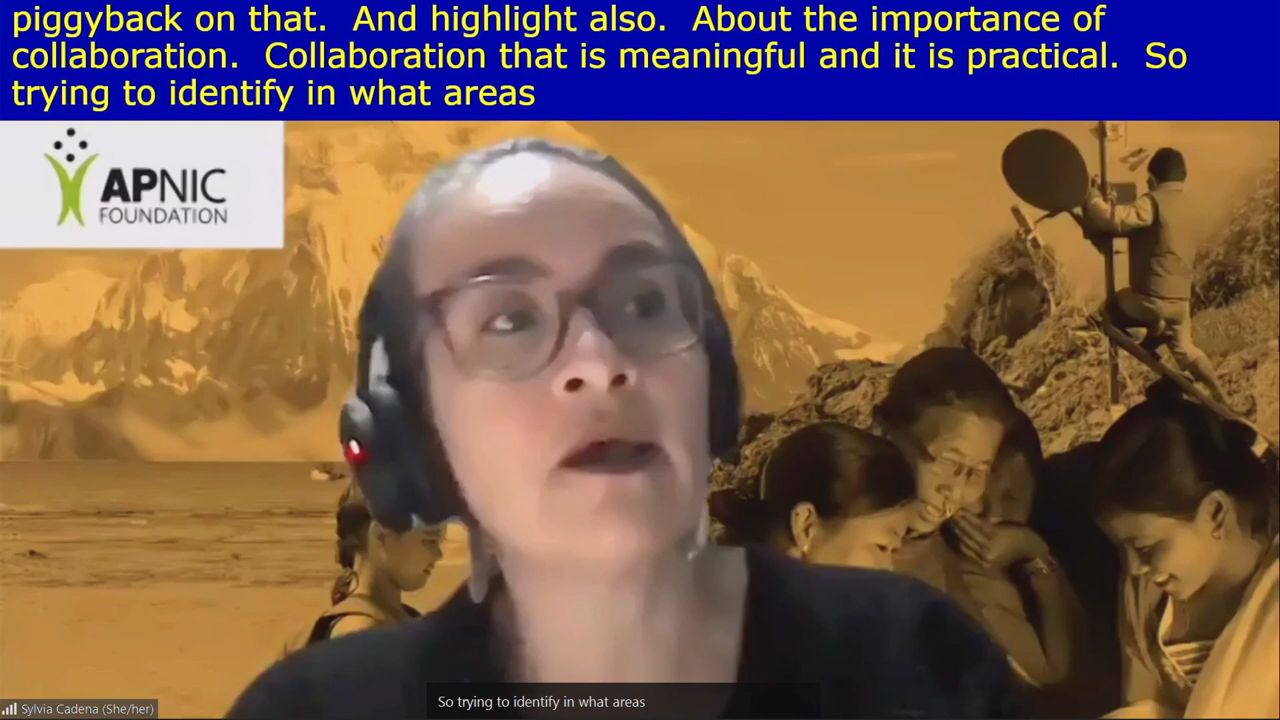 piggyback on that.  And highlight also.  About the importance of
collaboration.  Collaboration that is meaningful and it is practical.  So
trying to identify in what areas
APNIC
FOUNDATION
So trying to identify in what areas
Sylvia Cadena (She/her)